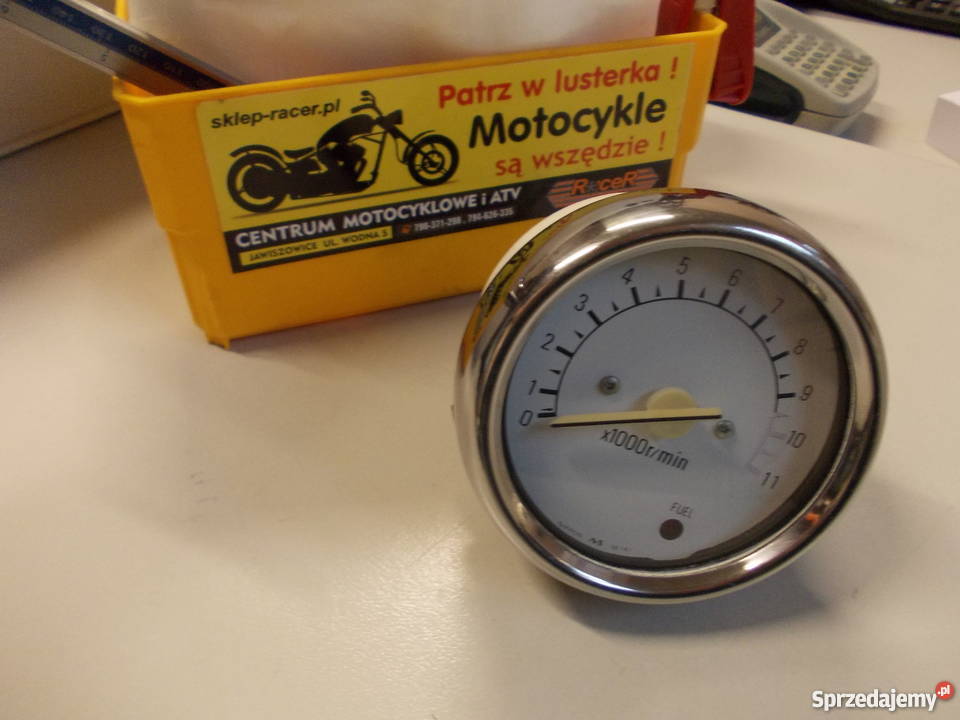 sklep-racer.pl
Patrz w lusterka !
Motocykle
są wszędzie !
RaceR
CENTRUM MOTOCYKLOWE i ATV
JAWISZOWICE UL. WODNA 5
0
1
2
3
4
5
6
7
8
9
10
11
x1000r/min
FUEL
Sprzedajemy.pl